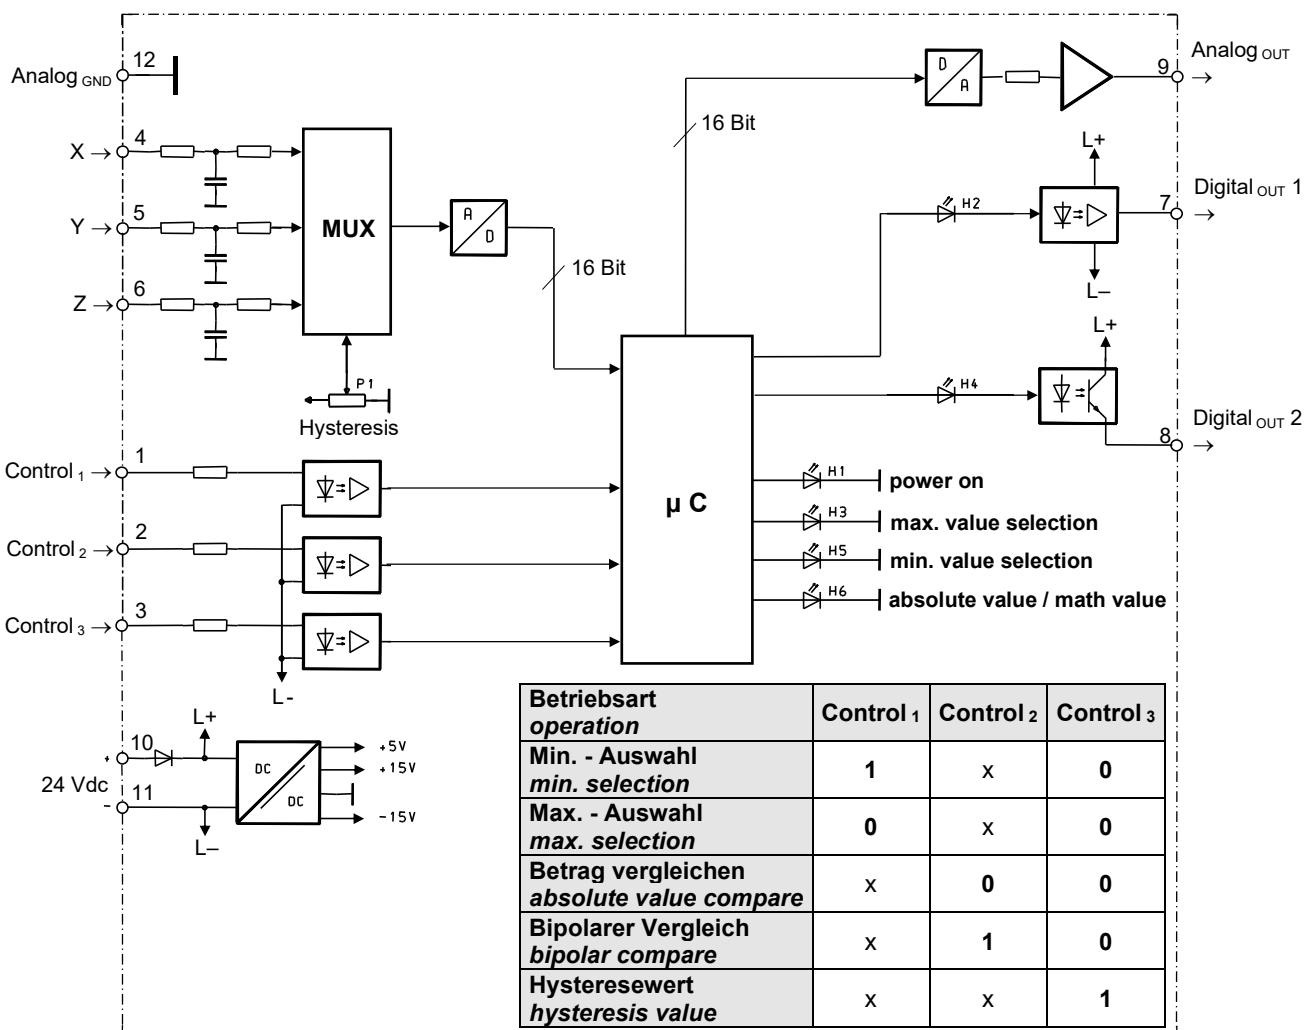 Analog GND 12
X → 4
Y → 5
Z → 6
MUX
A
D
16 Bit
P1
Hysteresis
16 Bit
D
A
9 Analog OUT
→
L+
H2
7 Digital OUT 1
→
L–
L+
H4
8 Digital OUT 2
→
Control 1 → 1
Control 2 → 2
Control 3 → 3
L-
µ C
H1 power on
H3 max. value selection
H5 min. value selection
H6 absolute value / math value
L+
+ 10
24 Vdc
– 11
L–
DC
DC
+5V
+15V
-15V
Betriebsart Control 1 Control 2 Control 3
operation
Min. - Auswahl 1 x 0
min. selection
Max. - Auswahl 0 x 0
max. selection
Betrag vergleichen x 0 0
absolute value compare
Bipolarer Vergleich x 1 0
bipolar compare
Hysteresewert x x 1
hysteresis value